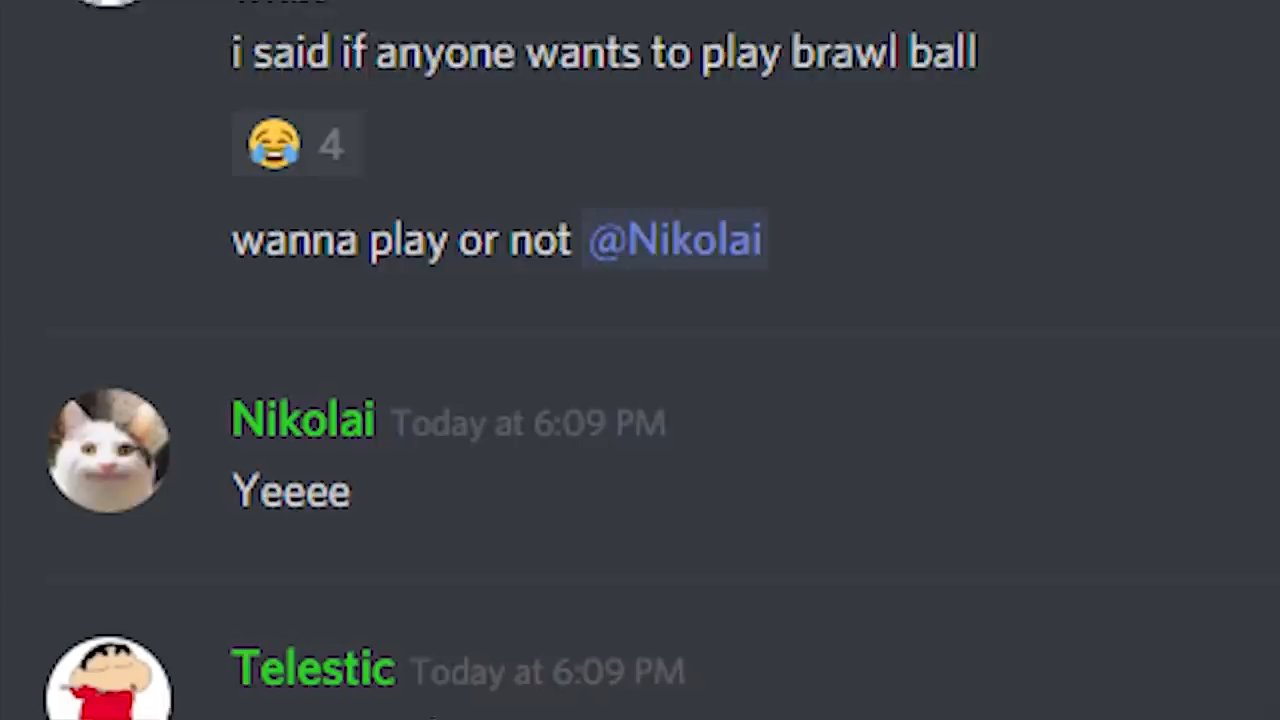 i said if anyone wants to play brawl ball
😂 4
wanna play or not @Nikolai
Nikolai Today at 6:09 PM
Yeeee
Telestic Today at 6:09 PM